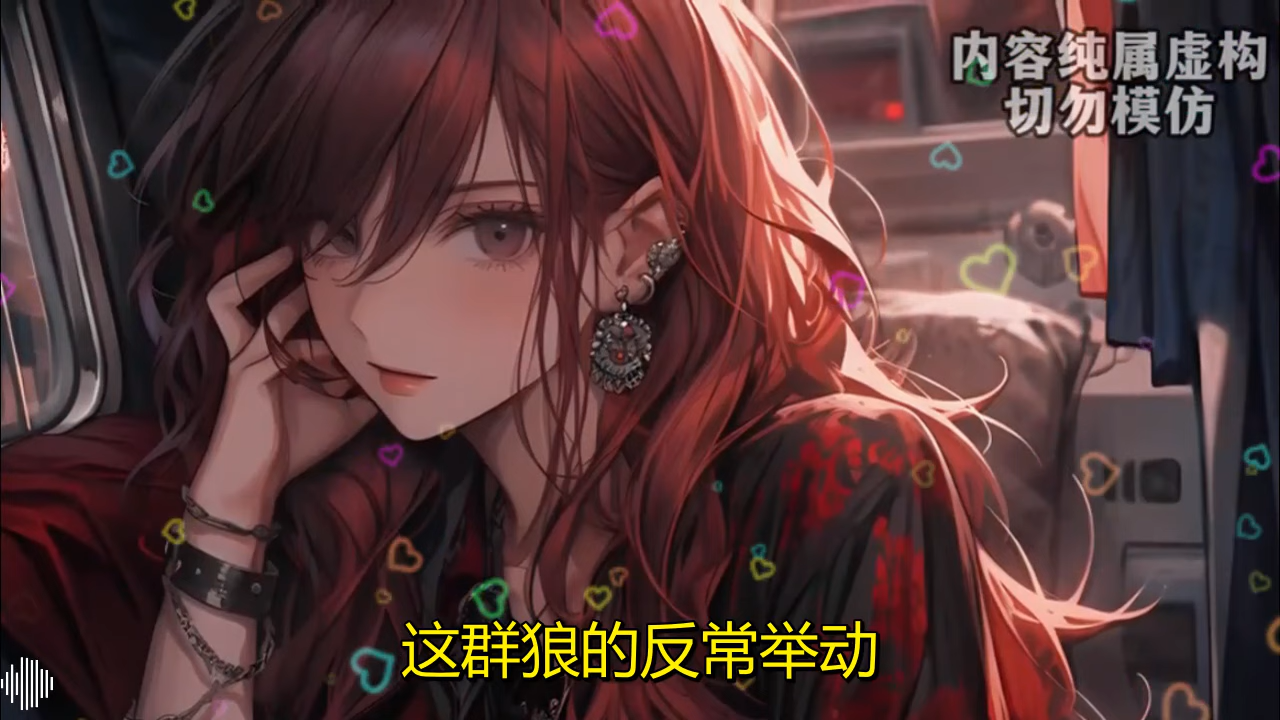 内容纯属虚构
切勿模仿
这群狼的反常举动